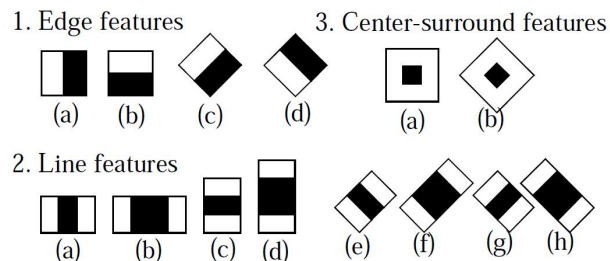 1. Edge features
(a) (b) (c) (d)
3. Center-surround features
(a) (b)
2. Line features
(a) (b) (c) (d) (e) (f) (g) (h)